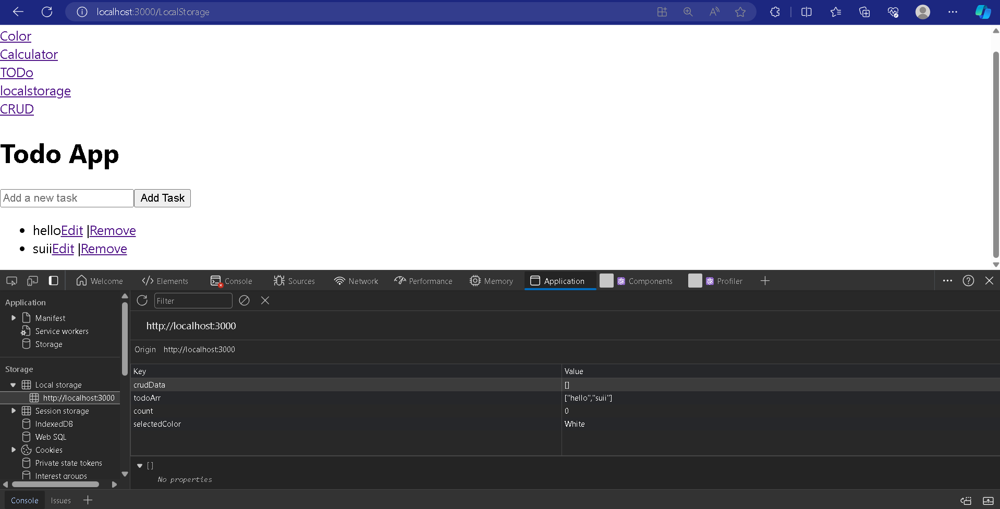 localhost:3000/LocalStorage
Color
Calculator
TODo
localstorage
CRUD
Todo App
Add a new task Add Task
helloEdit |Remove
suiiEdit |Remove
Welcome Elements Console Sources Network Performance Memory Application Components Profiler
Application
Manifest
Service workers
Storage
Storage
Local storage
http://localhost:3000
Session storage
IndexedDB
Web SQL
Cookies
Private state tokens
Interest groups
Filter
http://localhost:3000
Origin http://localhost:3000
Key Value
crudData []
todoArr ["hello","suii"]
count 0
selectedColor White
[]
No properties
Console Issues